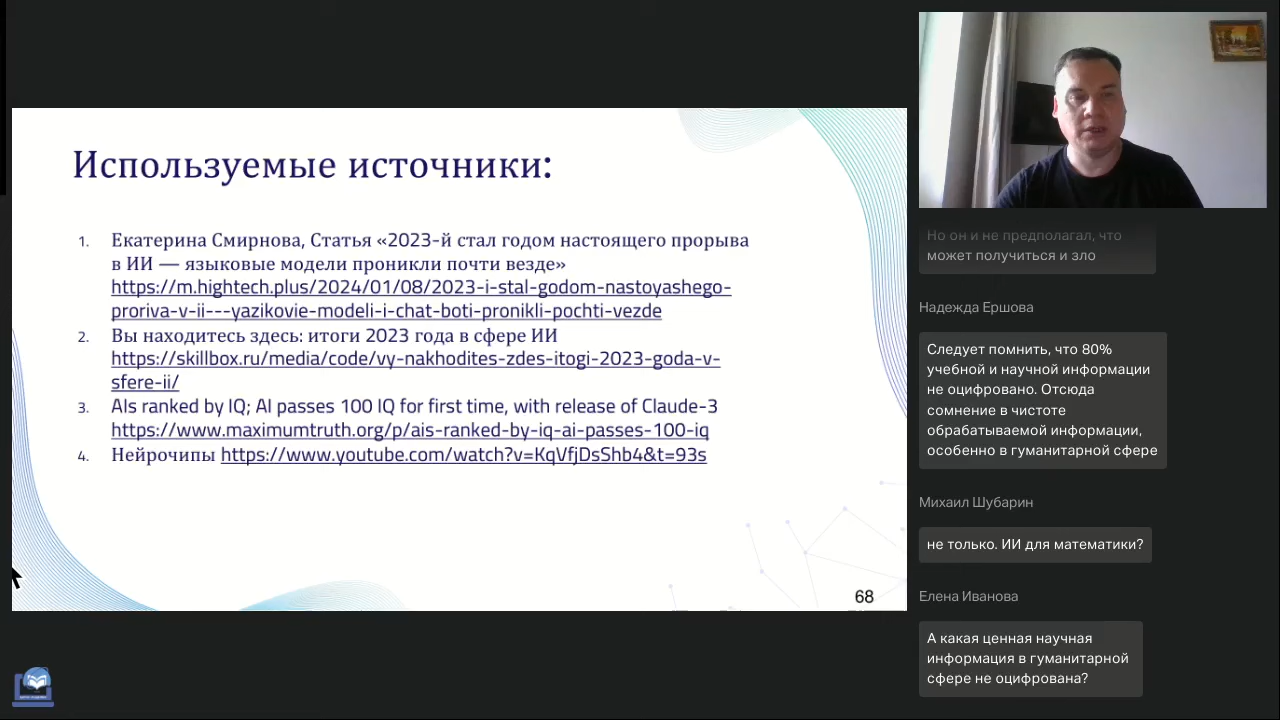 Используемые источники:
1. Екатерина Смирнова, Статья «2023-й стал годом настоящего прорыва
в ИИ — языковые модели проникли почти везде»
https://m.hightech.plus/2024/01/08/2023-i-stal-godom-nastoyashego-
proriva-v-ii---yazikovie-modeli-i-chat-boti-pronikli-pochti-vezde
2. Вы находитесь здесь: итоги 2023 года в сфере ИИ
https://skillbox.ru/media/code/vy-nakhodites-zdes-itogi-2023-goda-v-
sfere-ii/
3. AIs ranked by IQ; AI passes 100 IQ for first time, with release of Claude-3
https://www.maximumtruth.org/p/ais-ranked-by-iq-ai-passes-100-iq
4. Нейрочипы https://www.youtube.com/watch?v=KqVfjDsShb4&t=93s
68
Но он и не предполагал, что
может получиться и зло
Надежда Ершова
Следует помнить, что 80%
учебной и научной информации
не оцифровано. Отсюда
сомнение в чистоте
обрабатываемой информации,
особенно в гуманитарной сфере
Михаил Шубарин
не только. ИИ для математики?
Елена Иванова
А какая ценная научная
информация в гуманитарной
сфере не оцифрована?